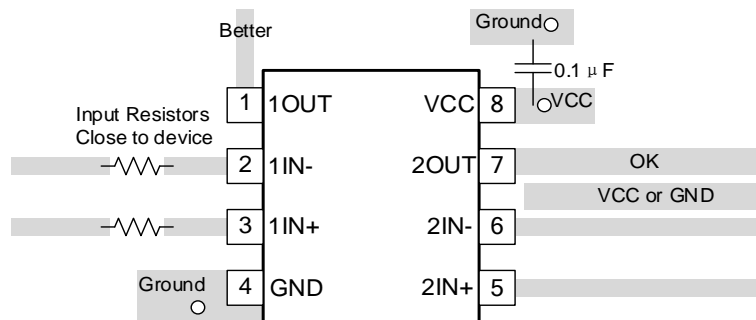 Better
Ground
0.1 μF
1 1OUT VCC 8 VCC
Input Resistors
Close to device
2 1IN- 2OUT 7 OK
VCC or GND
3 1IN+ 2IN- 6
Ground
4 GND 2IN+ 5